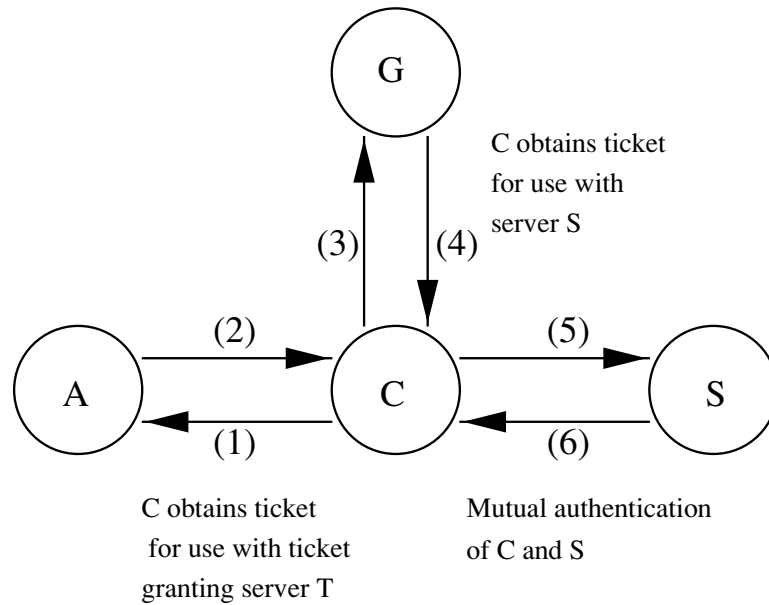 G
C obtains ticket
for use with
server S
(3)
(4)
(2)
(5)
A
C
S
(1)
(6)
C obtains ticket
for use with ticket
granting server T
Mutual authentication
of C and S